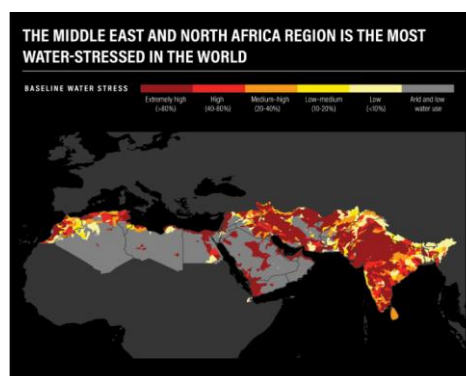 THE MIDDLE EAST AND NORTH AFRICA REGION IS THE MOST
WATER-STRESSED IN THE WORLD
BASELINE WATER STRESS
Extremely high
(>80%)
High
(40-80%)
Medium-high
(20-40%)
Low-medium
(10-20%)
Low
(<10%)
Arid and low
water use